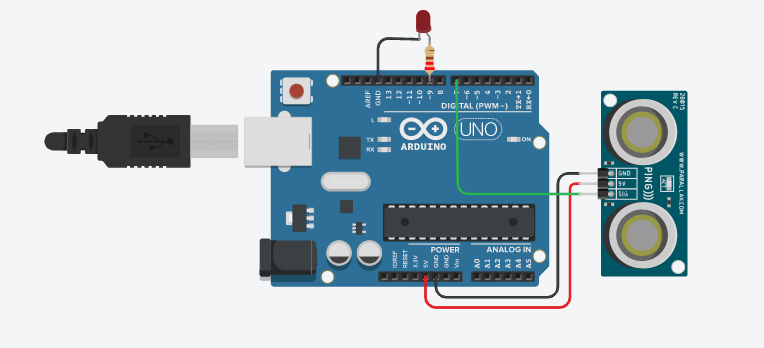 AREF
GND
13
12
~11
~10
~9
8
7
~6
~5
4
~3
2
TX→1
RX←0
DIGITAL (PWM~)
L
TX
RX
ARDUINO
UNO
ON
POWER
ANALOG IN
IOREF
RESET
3.3V
5V
GND
GND
Vin
A0
A1
A2
A3
A4
A5
28015
REV C
GND
5V
SIG
PING)))
WWW.PARALLAX.COM